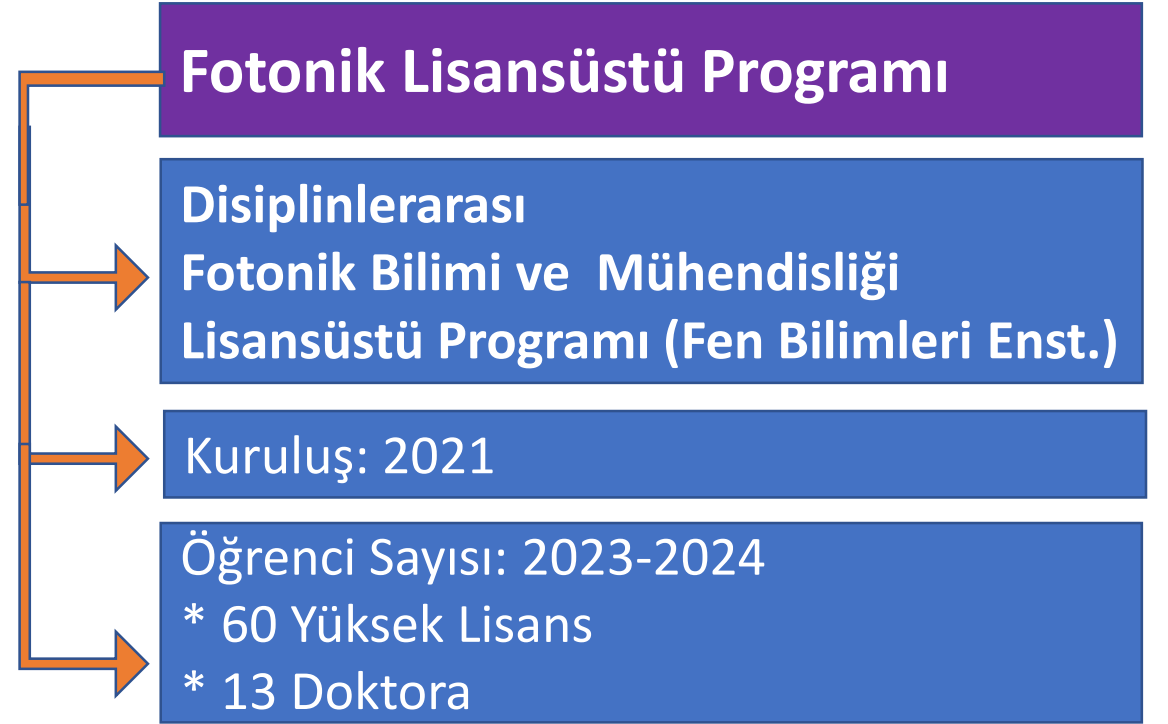 Fotonik Lisansüstü Programı
Disiplinlerarası
Fotonik Bilimi ve  Mühendisliği
Lisansüstü Programı (Fen Bilimleri Enst.)
Kuruluş: 2021
Öğrenci Sayısı: 2023-2024
* 60 Yüksek Lisans
* 13 Doktora